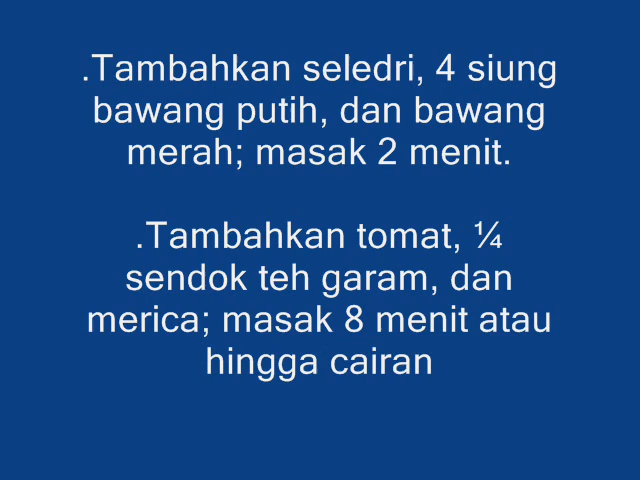 .Tambahkan seledri, 4 siung
bawang putih, dan bawang
merah; masak 2 menit.
.Tambahkan tomat, ¼
sendok teh garam, dan
merica; masak 8 menit atau
hingga cairan